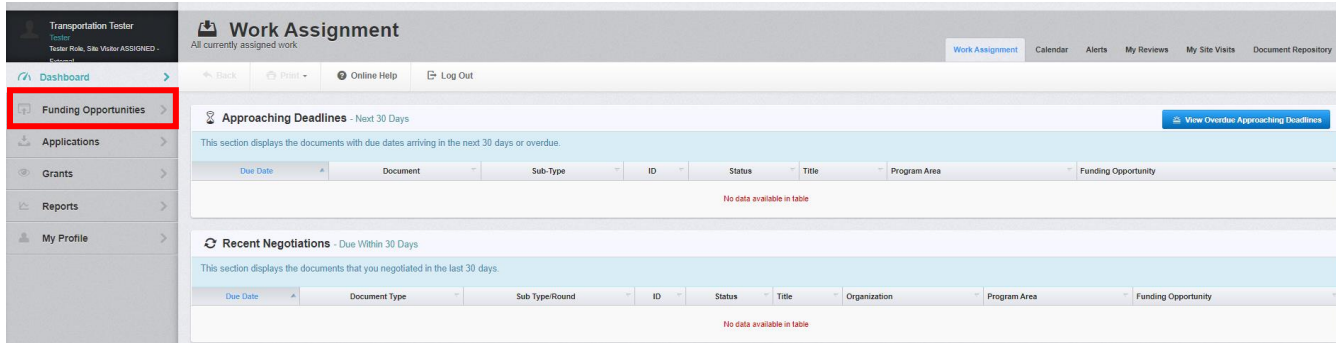 Transportation Tester
Tester
Tester Role, Site Visitor ASSIGNED -
External
Work Assignment
All currently assigned work
Work Assignment Calendar Alerts My Reviews My Site Visits Document Repository
Dashboard
Back Print Online Help Log Out
Funding Opportunities
Applications
Grants
Reports
My Profile
Approaching Deadlines - Next 30 Days
View Overdue Approaching Deadlines
This section displays the documents with due dates arriving in the next 30 days or overdue.
Due Date Document Sub-Type ID Status Title Program Area Funding Opportunity
No data available in table
Recent Negotiations - Due Within 30 Days
This section displays the documents that you negotiated in the last 30 days.
Due Date Document Type Sub Type/Round ID Status Title Organization Program Area Funding Opportunity
No data available in table